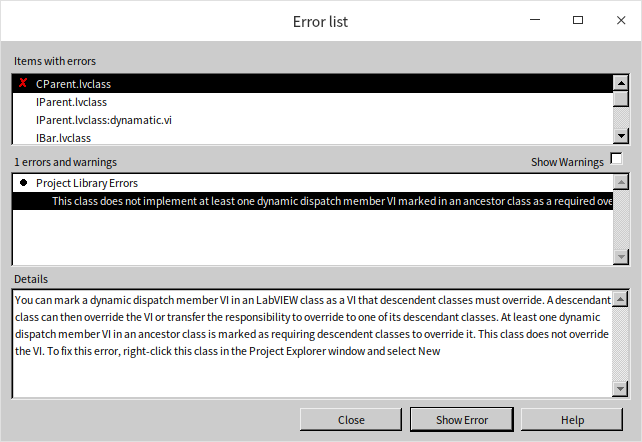 Error list
Items with errors
CParent.lvclass
IParent.lvclass
IParent.lvclass:dynamatic.vi
IBar.lvclass
1 errors and warnings
Show Warnings
Project Library Errors
This class does not implement at least one dynamic dispatch member VI marked in an ancestor class as a required ove
Details
You can mark a dynamic dispatch member VI in an LabVIEW class as a VI that descendent classes must override. A descendant
class can then override the VI or transfer the responsibility to override to one of its descendant classes. At least one dynamic
dispatch member VI in an ancestor class is marked as requiring descendent classes to override it. This class does not override
the VI. To fix this error, right-click this class in the Project Explorer window and select New
Close
Show Error
Help